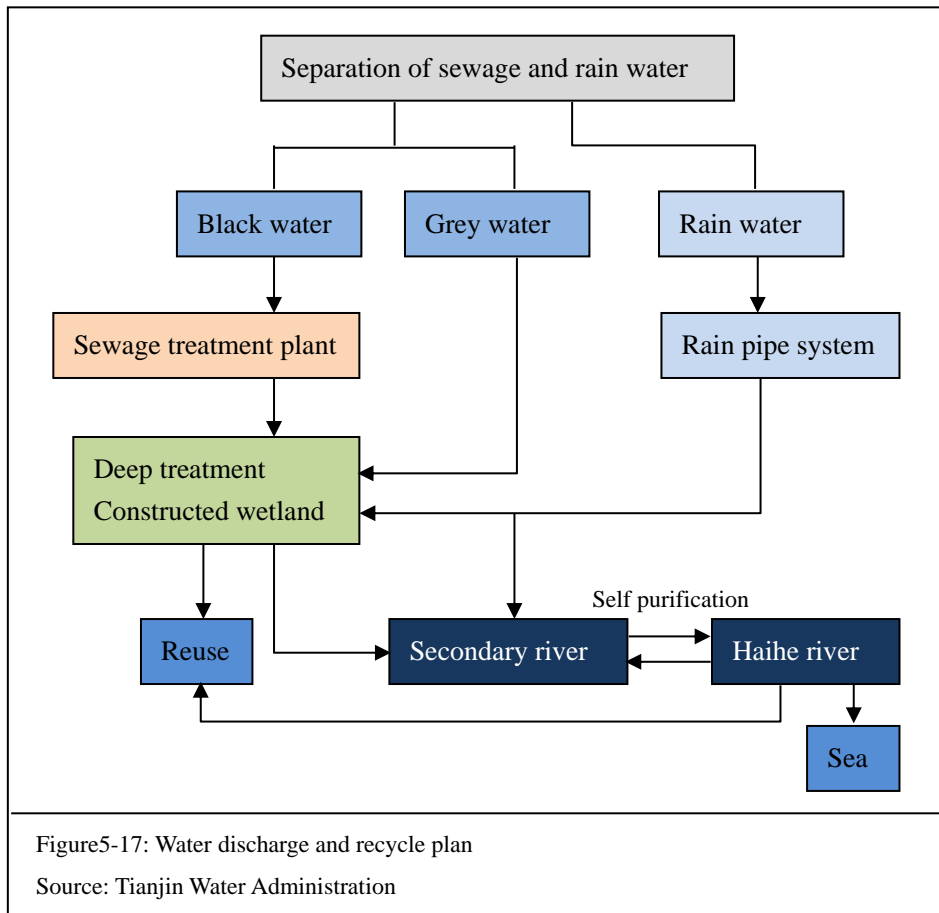 Separation of sewage and rain water
Black water
Grey water
Rain water
Sewage treatment plant
Rain pipe system
Deep treatment
Constructed wetland
Self purification
Reuse
Secondary river
Haihe river
Sea
Figure5-17: Water discharge and recycle plan
Source: Tianjin Water Administration